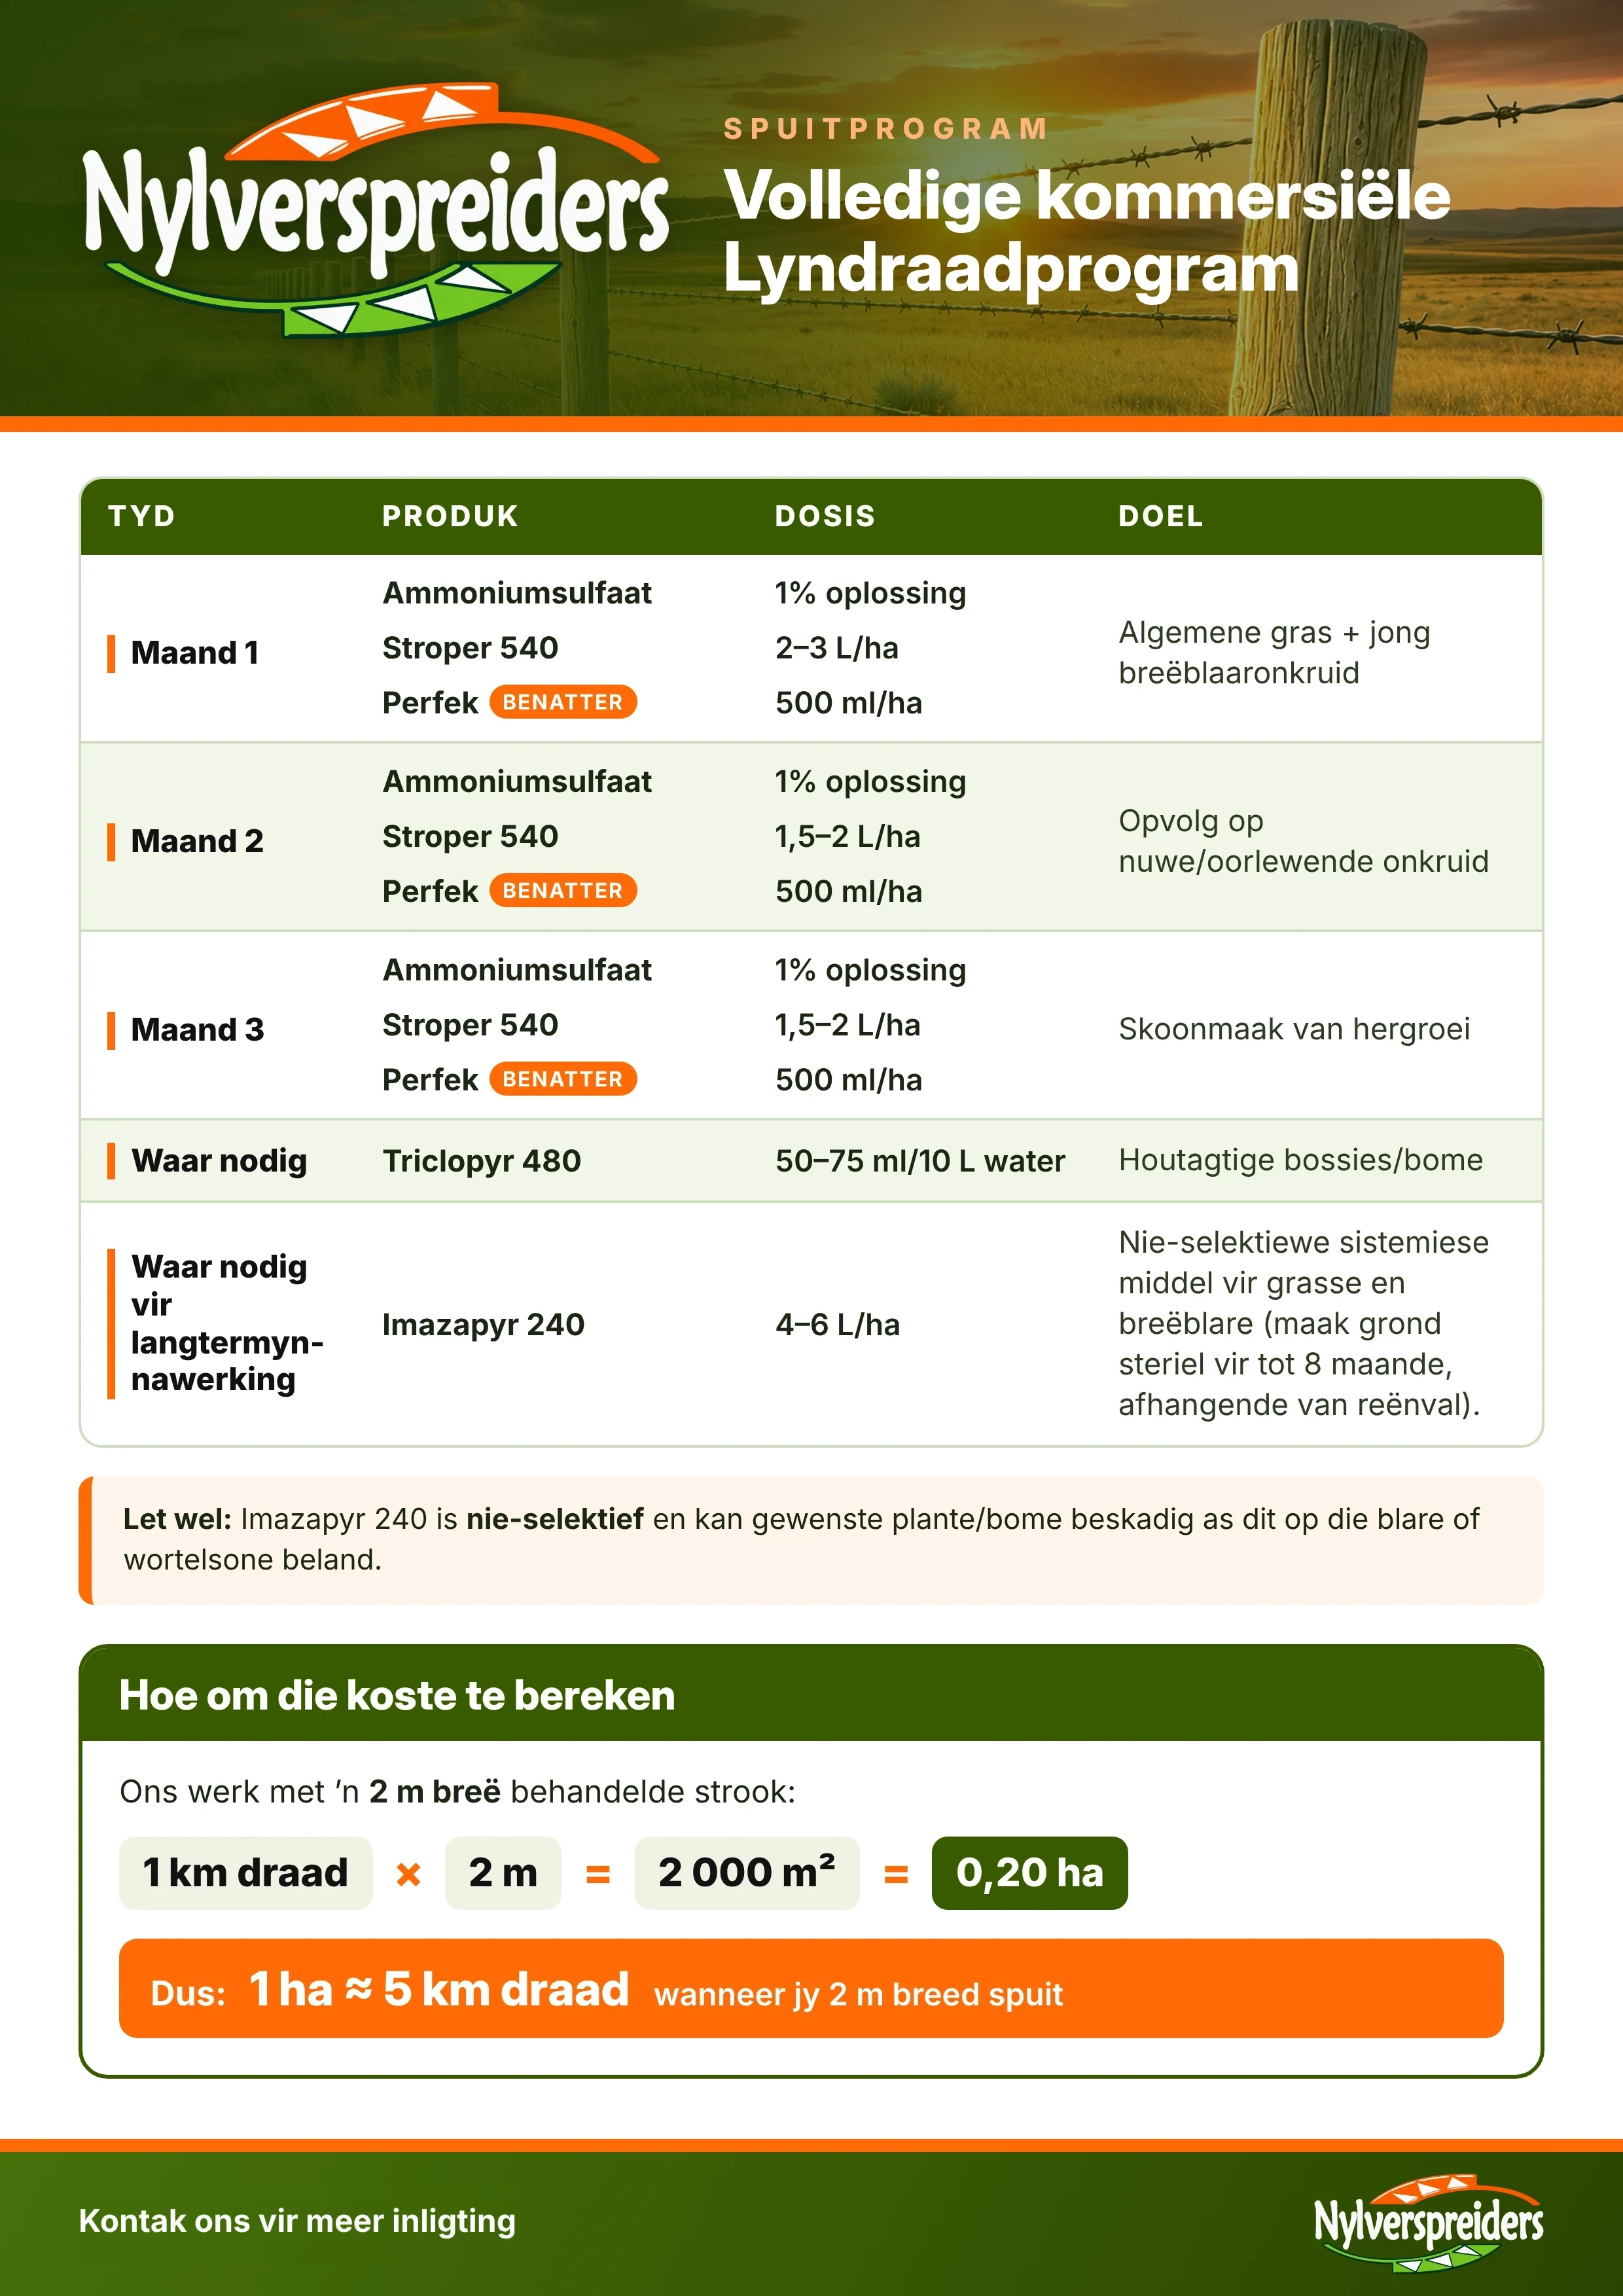 Nylverspreiders
SPUITPROGRAM
Volledige kommersiële
Lyndraadprogram
TYD PRODUK DOSIS DOEL
Maand 1
Ammoniumsulfaat 1% oplossing
Stroper 540 2–3 L/ha
Perfek BENATTER 500 ml/ha
Algemene gras + jong
breëblaaronkruid
Maand 2
Ammoniumsulfaat 1% oplossing
Stroper 540 1,5–2 L/ha
Perfek BENATTER 500 ml/ha
Opvolg op
nuwe/oorlewende onkruid
Maand 3
Ammoniumsulfaat 1% oplossing
Stroper 540 1,5–2 L/ha
Perfek BENATTER 500 ml/ha
Skoonmaak van hergroei
Waar nodig Triclopyr 480 50–75 ml/10 L water Houtagtige bossies/bome
Waar nodig
vir
langtermyn-
nawerking
Imazapyr 240 4–6 L/ha
Nie-selektiewe sistemiese
middel vir grasse en
breëblare (maak grond
steriel vir tot 8 maande,
afhangende van reënval).
Let wel: Imazapyr 240 is nie-selektief en kan gewenste plante/bome beskadig as dit op die blare of
wortelsone beland.
Hoe om die koste te bereken
Ons werk met ’n 2 m breë behandelde strook:
1 km draad × 2 m = 2 000 m² = 0,20 ha
Dus: 1 ha ≈ 5 km draad wanneer jy 2 m breed spuit
Kontak ons vir meer inligting
Nylverspreiders